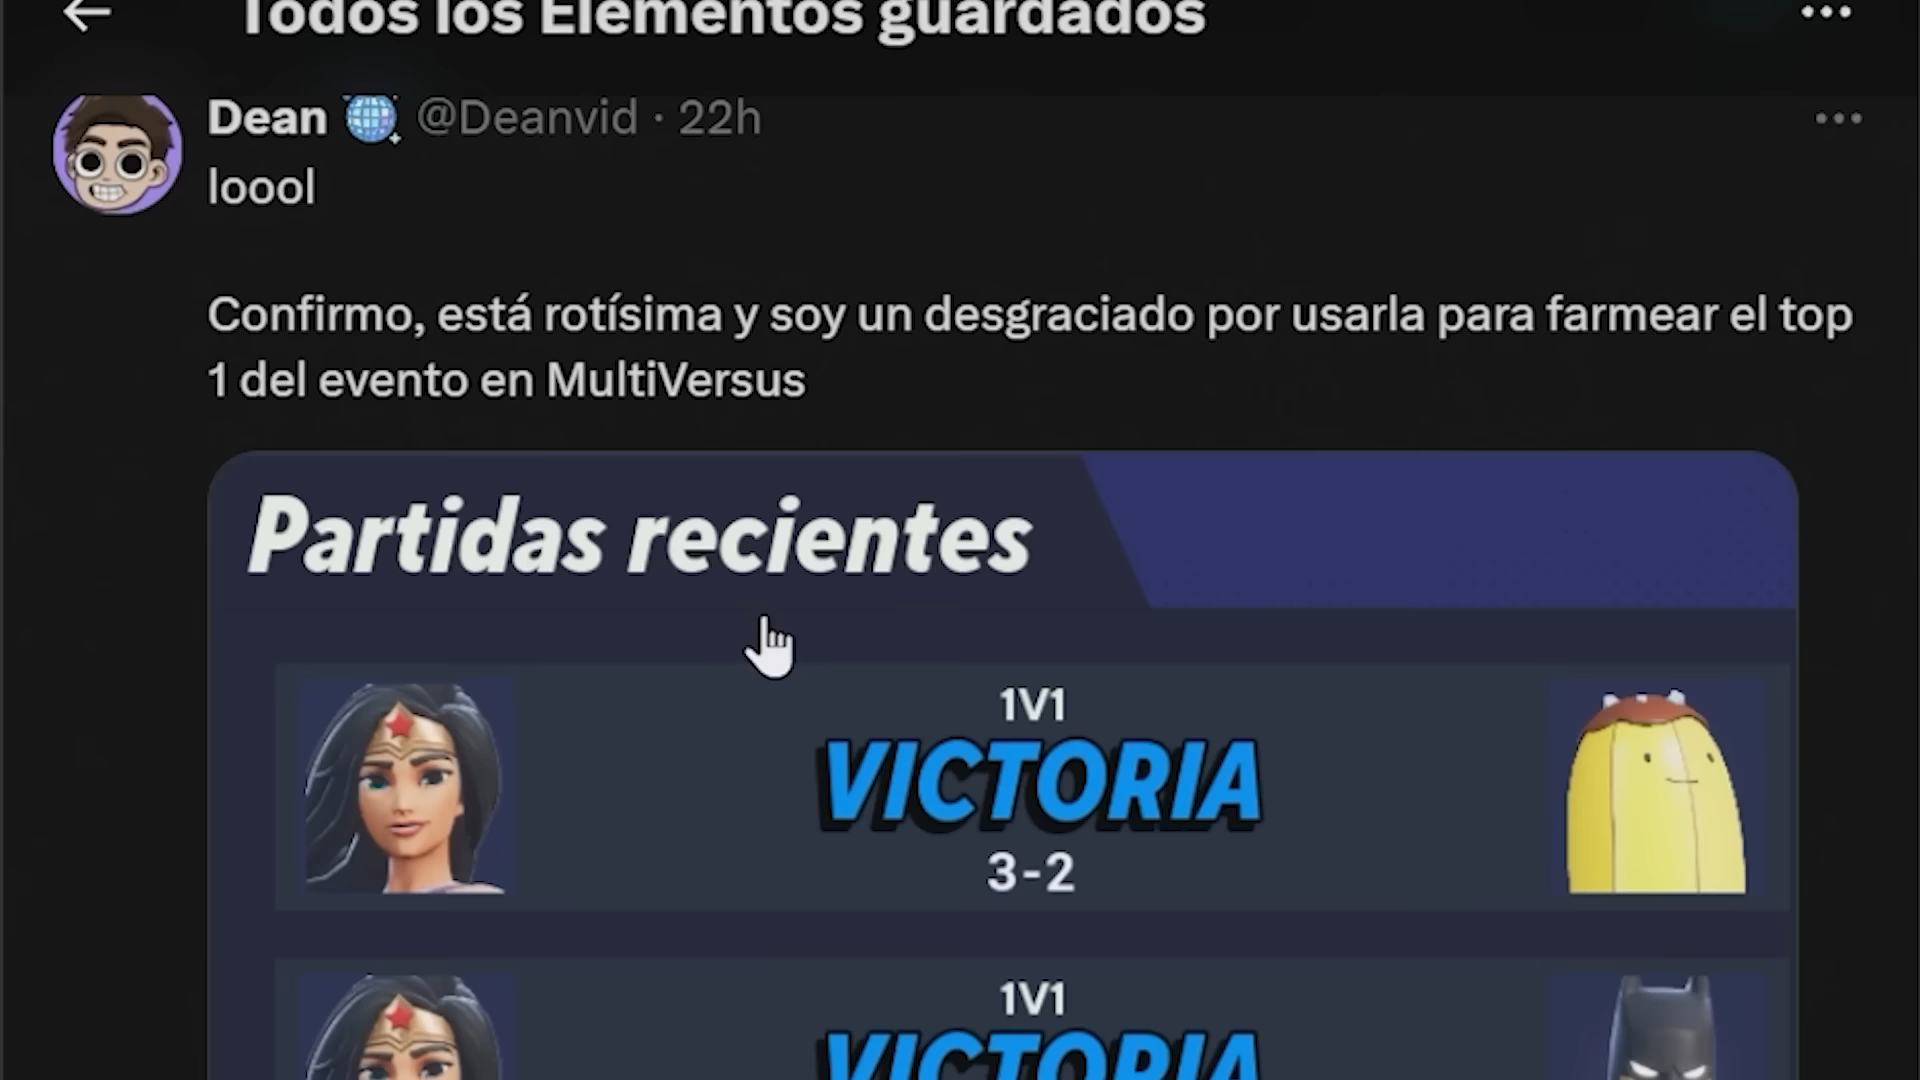 Todos los Elementos guardados
Dean @Deanvid · 22h
loool
Confirmo, está rotísima y soy un desgraciado por usarla para farmear el top
1 del evento en MultiVersus
Partidas recientes
1V1
VICTORIA
3-2
1V1
VICTORIA